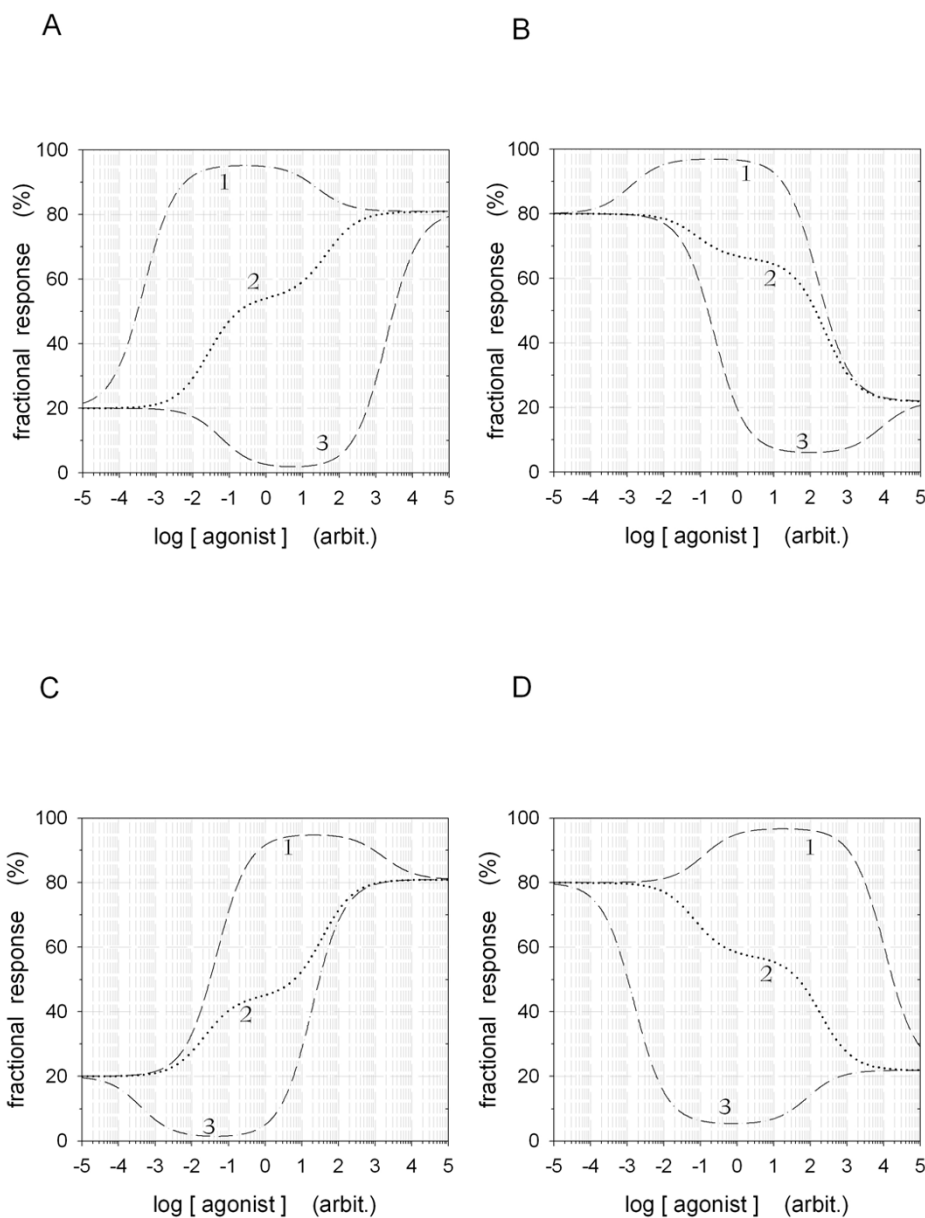 A
B
fractional response (%)
100
80
60
40
20
0
1
2
3
-5 -4 -3 -2 -1 0 1 2 3 4 5
log [ agonist ] (arbit.)
fractional response (%)
100
80
60
40
20
0
1
2
3
-5 -4 -3 -2 -1 0 1 2 3 4 5
log [ agonist ] (arbit.)
C
D
fractional response (%)
100
80
60
40
20
0
1
2
3
-5 -4 -3 -2 -1 0 1 2 3 4 5
log [ agonist ] (arbit.)
fractional response (%)
100
80
60
40
20
0
1
2
3
-5 -4 -3 -2 -1 0 1 2 3 4 5
log [ agonist ] (arbit.)